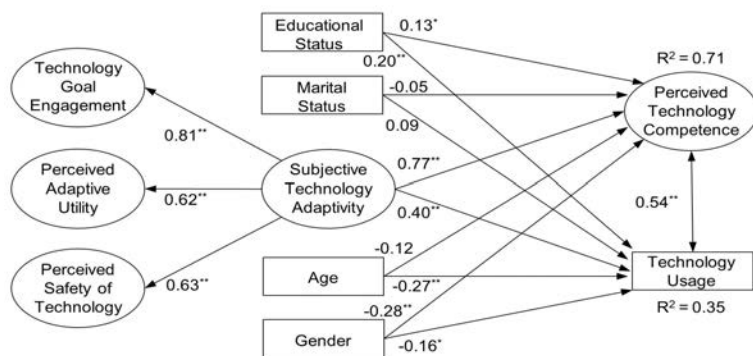 Educational
Status
0.13*
0.20**
R² = 0.71
Technology
Goal
Engagement
Marital
Status
-0.05
0.09
Perceived
Technology
Competence
0.81**
Perceived
Adaptive
Utility
0.62**
Subjective
Technology
Adaptivity
0.77**
0.40**
0.54**
Perceived
Safety of
Technology
0.63**
Age
-0.12
-0.27**
Technology
Usage
R² = 0.35
Gender
-0.28**
-0.16*